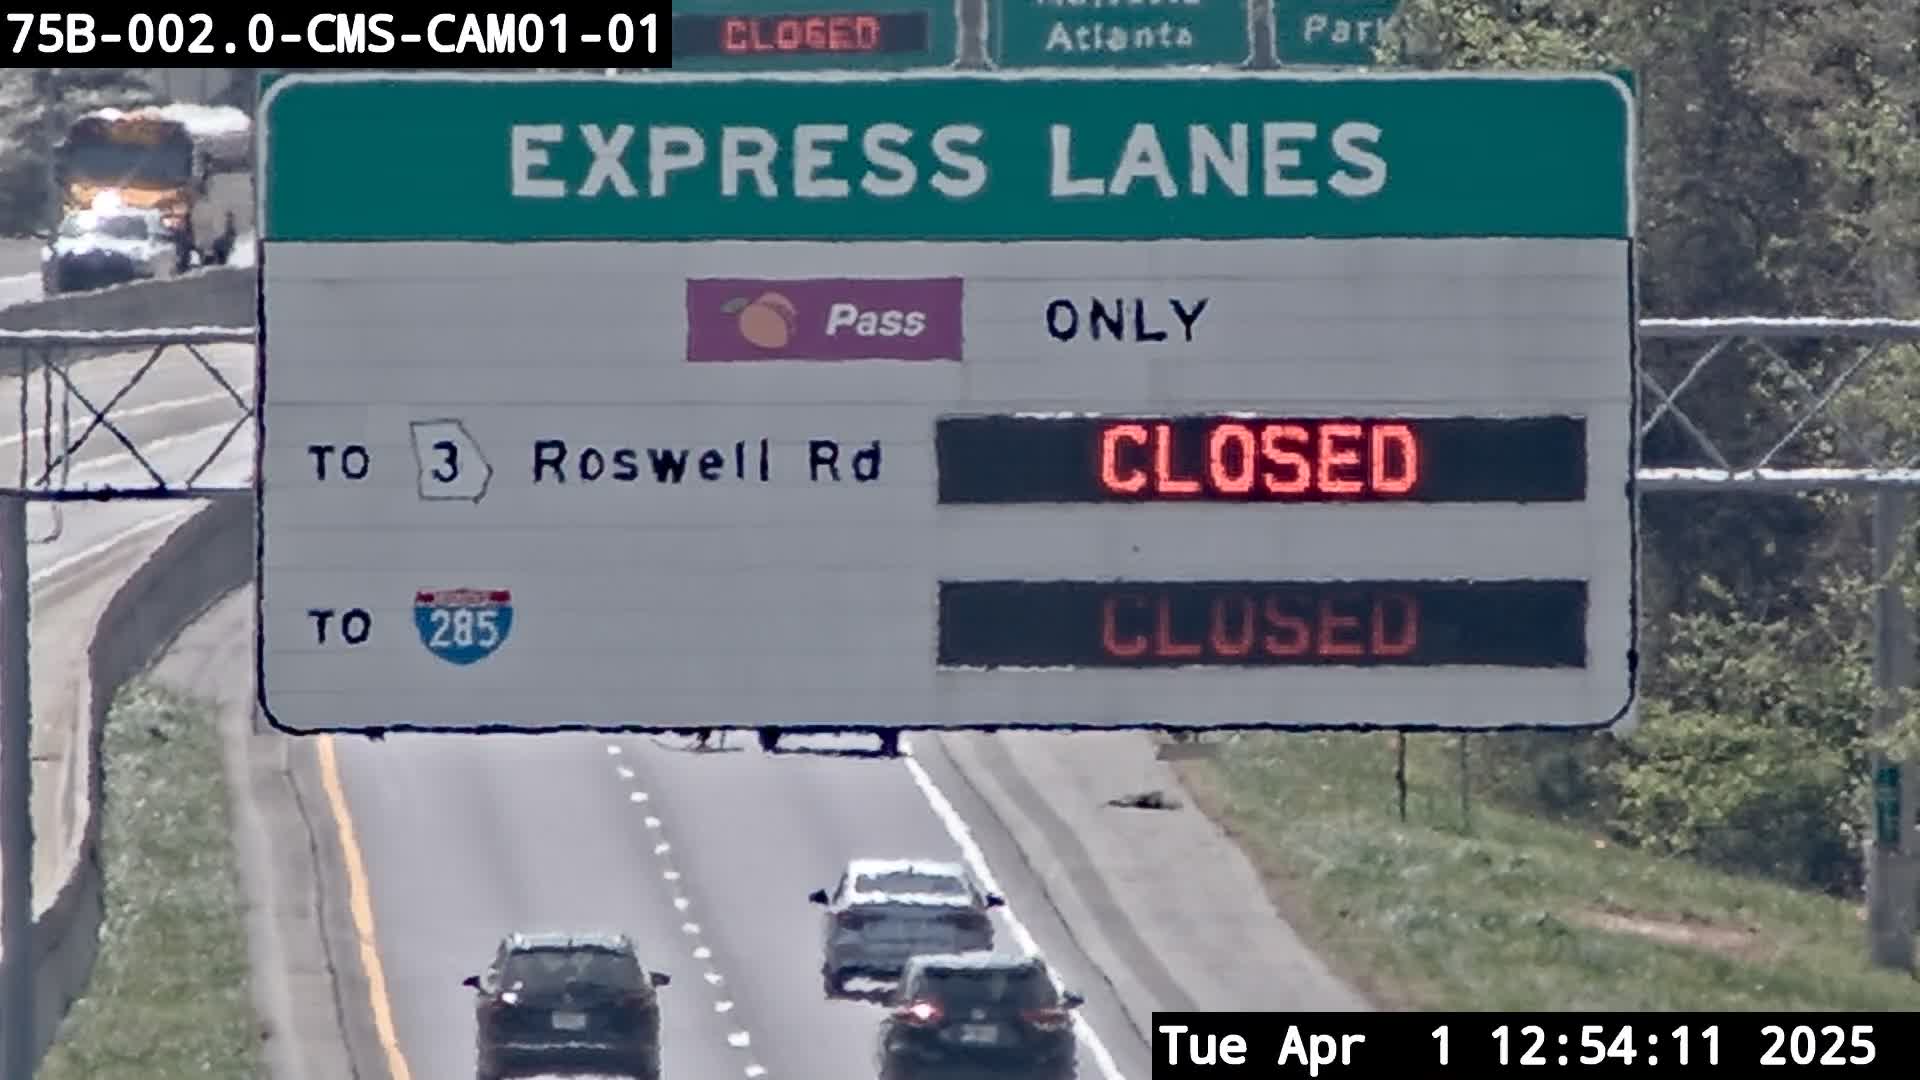 75B-002.0-CMS-CAM01-01
CLOSED
Atlanta
Park
EXPRESS LANES
Pass ONLY
TO 3 Roswell Rd CLOSED
TO 285 CLOSED
Tue Apr 1 12:54:11 2025